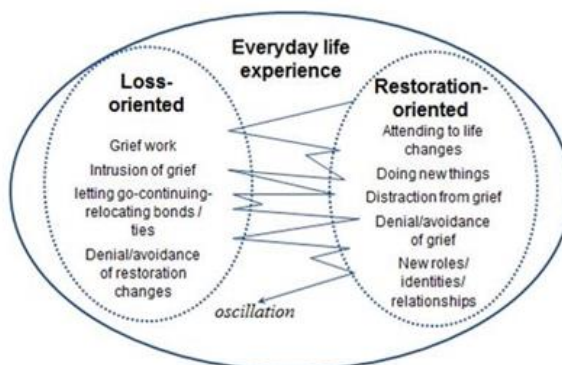 Everyday life
experience
Loss-
oriented
Grief work
Intrusion of grief
letting go-continuing-
relocating bonds /
ties
Denial/avoidance
of restoration
changes
Restoration-
oriented
Attending to life
changes
Doing new things
Distraction from grief
Denial/avoidance
of grief
New roles/
identities/
relationships
oscillation